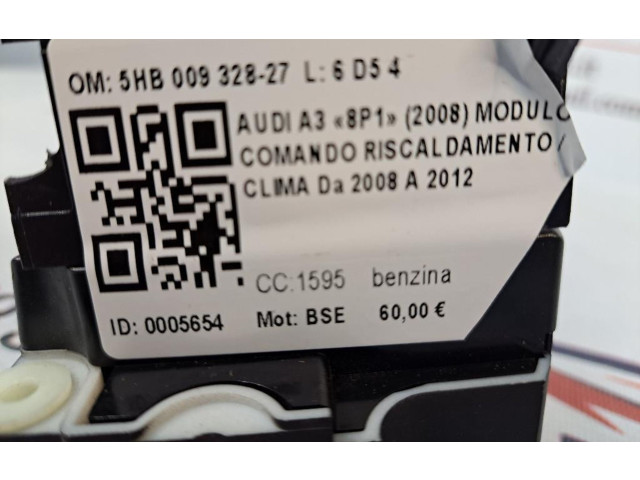 OM: 5HB 009 328-27 L: 6 D5 4
AUDI A3 «8P1» (2008) MODULO
COMANDO RISCALDAMENTO /
CLIMA Da 2008 A 2012
CC:1595 benzina
ID: 0005654 Mot: BSE 60,00 €